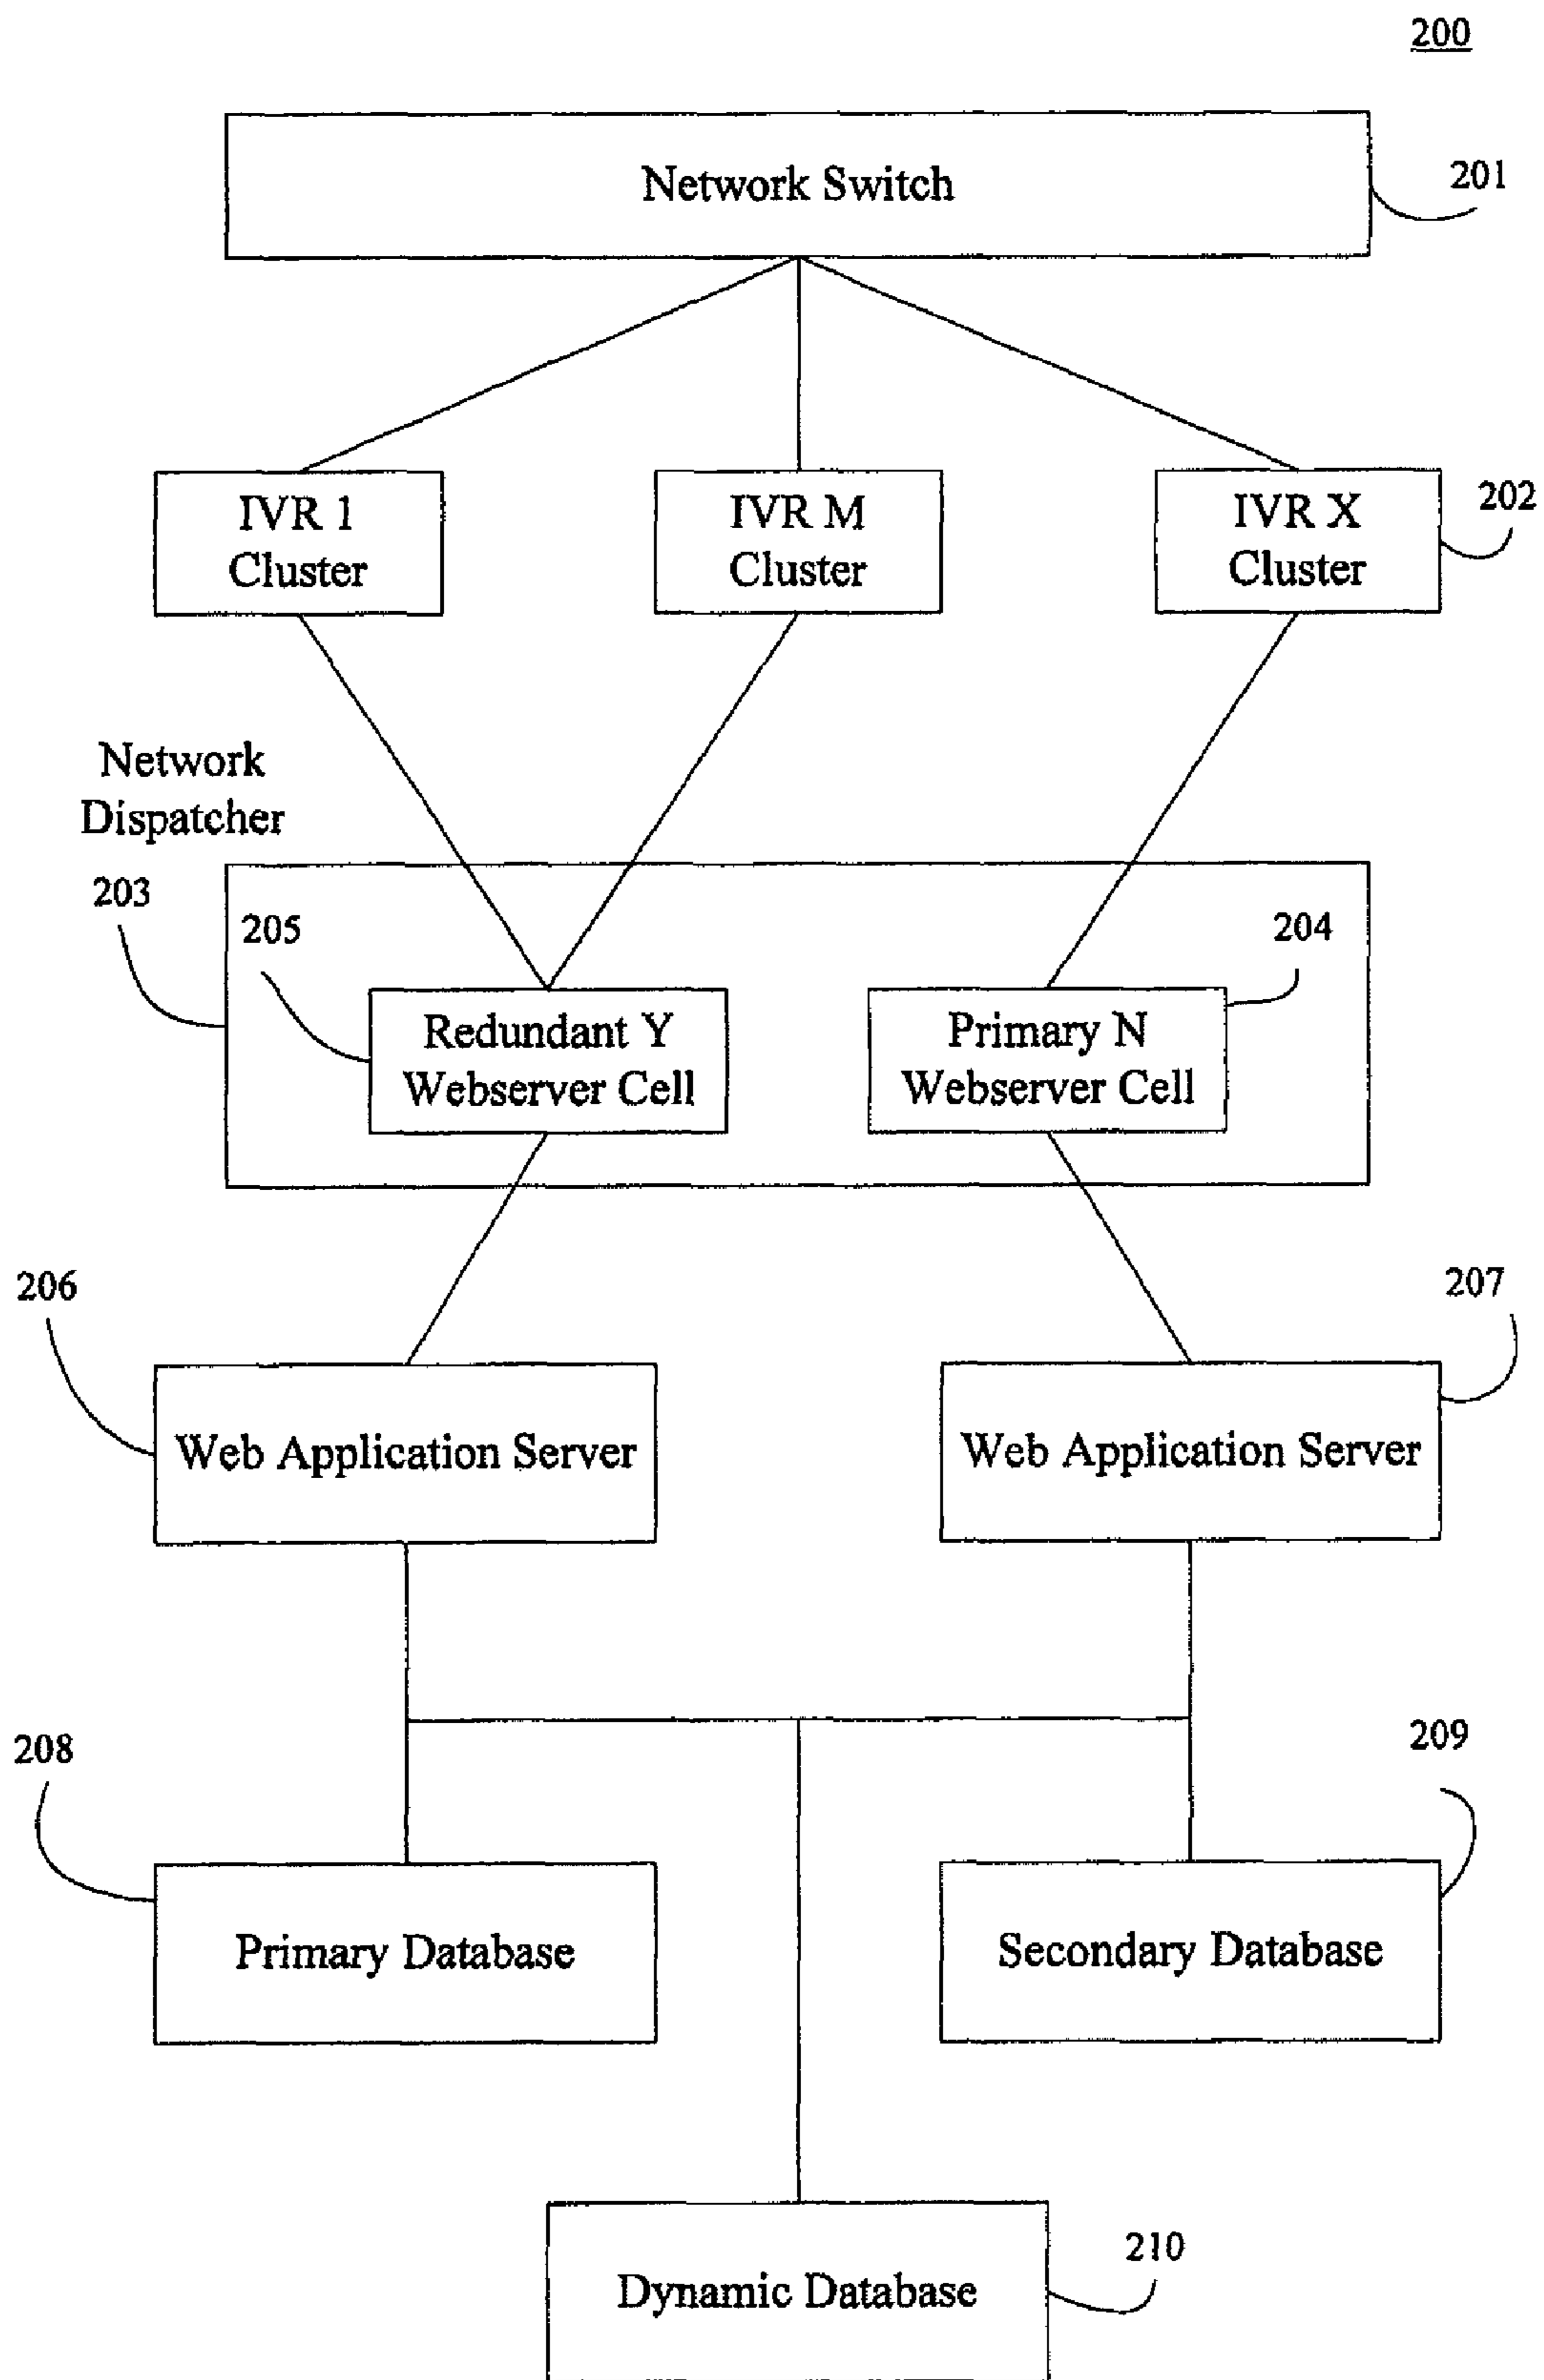 200
Network Switch
201
IVR 1
Cluster
IVR M
Cluster
IVR X
Cluster
202
Network
Dispatcher
203
205
204
Redundant Y
Webserver Cell
Primary N
Webserver Cell
206
207
Web Application Server
Web Application Server
208
209
Primary Database
Secondary Database
210
Dynamic Database